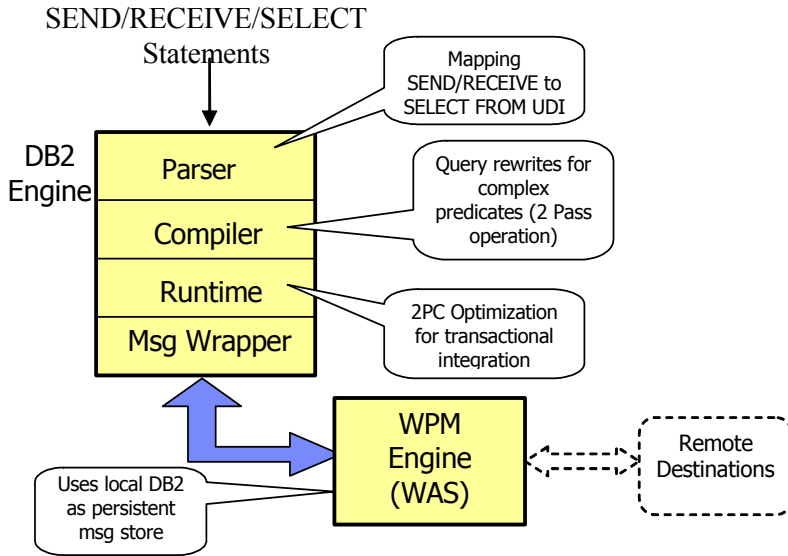 SEND/RECEIVE/SELECT
Statements
Mapping
SEND/RECEIVE to
SELECT FROM UDI
DB2
Engine
Parser
Query rewrites for
complex
predicates (2 Pass
operation)
Compiler
Runtime
2PC Optimization
for transactional
integration
Msg Wrapper
WPM
Engine
(WAS)
Remote
Destinations
Uses local DB2
as persistent
msg store